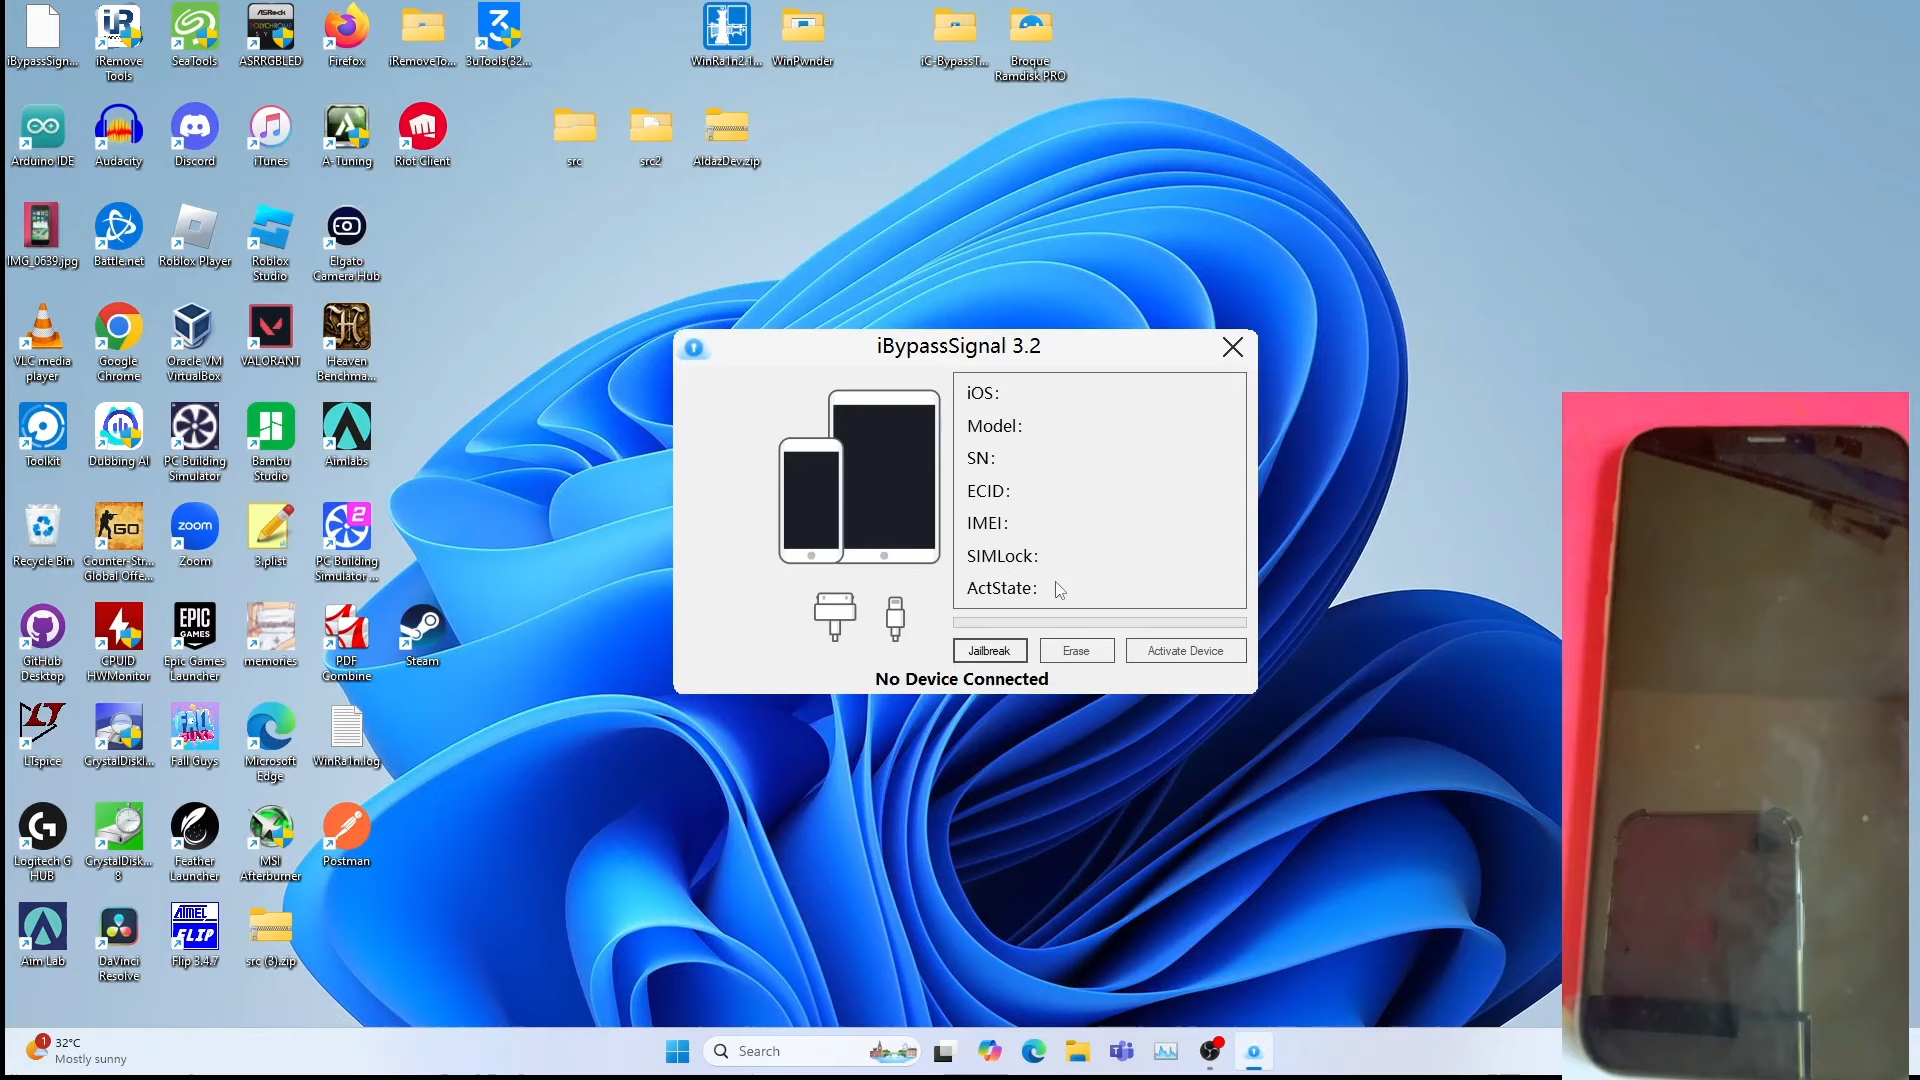 iBypassSign...
iRemove Tools
SeaTools
ASRRGBLED
Firefox
iRemoveTo...
3uTools(32...
WinRa1n2.1...
WinPwnder
iC-BypassT...
Broque Ramdisk PRO
Arduino IDE
Audacity
Discord
iTunes
A-Tuning
Riot Client
src
src2
AldazDev.zip
IMG_0639.jpg
Battle.net
Roblox Player
Roblox Studio
Elgato Camera Hub
VLC media player
Google Chrome
Oracle VM VirtualBox
VALORANT
Heaven Benchma...
Toolkit
Dubbing AI
PC Building Simulator
Bambu Studio
Aimlabs
Recycle Bin
Counter-Str... Global Offe...
Zoom
3.plist
PC Building Simulator ...
GitHub Desktop
CPUID HWMonitor
Epic Games Launcher
memories
PDF Combine
Steam
LTspice
CrystalDiskI...
Fall Guys
Microsoft Edge
WinRa1n.log
Logitech G HUB
CrystalDisk... 8
Feather Launcher
MSI Afterburner
Postman
Aim Lab
DaVinci Resolve
Flip 3.4.7
src (3).zip
iBypassSignal 3.2
iOS:
Model:
SN:
ECID:
IMEI:
SIMLock:
ActState:
Jailbreak
Erase
Activate Device
No Device Connected
1
32°C
Mostly sunny
Search